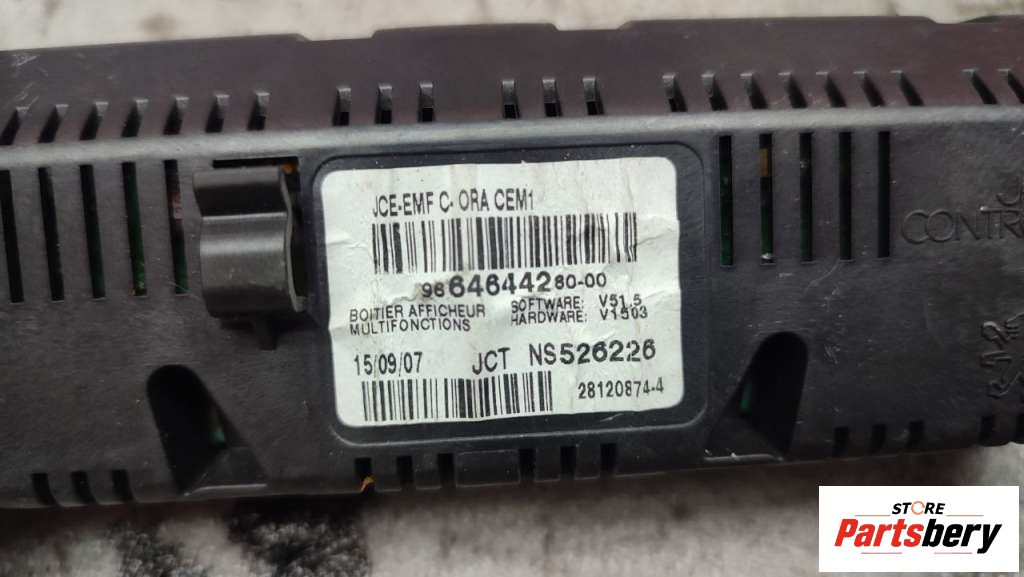 JCE-EMF C- ORA CEM1
9664644280-00
BOITIER AFFICHEUR SOFTWARE: V51.5
MULTIFONCTIONS HARDWARE: V1503
15/09/07 JCT NS526226
28120874-4
STORE
Partsbery